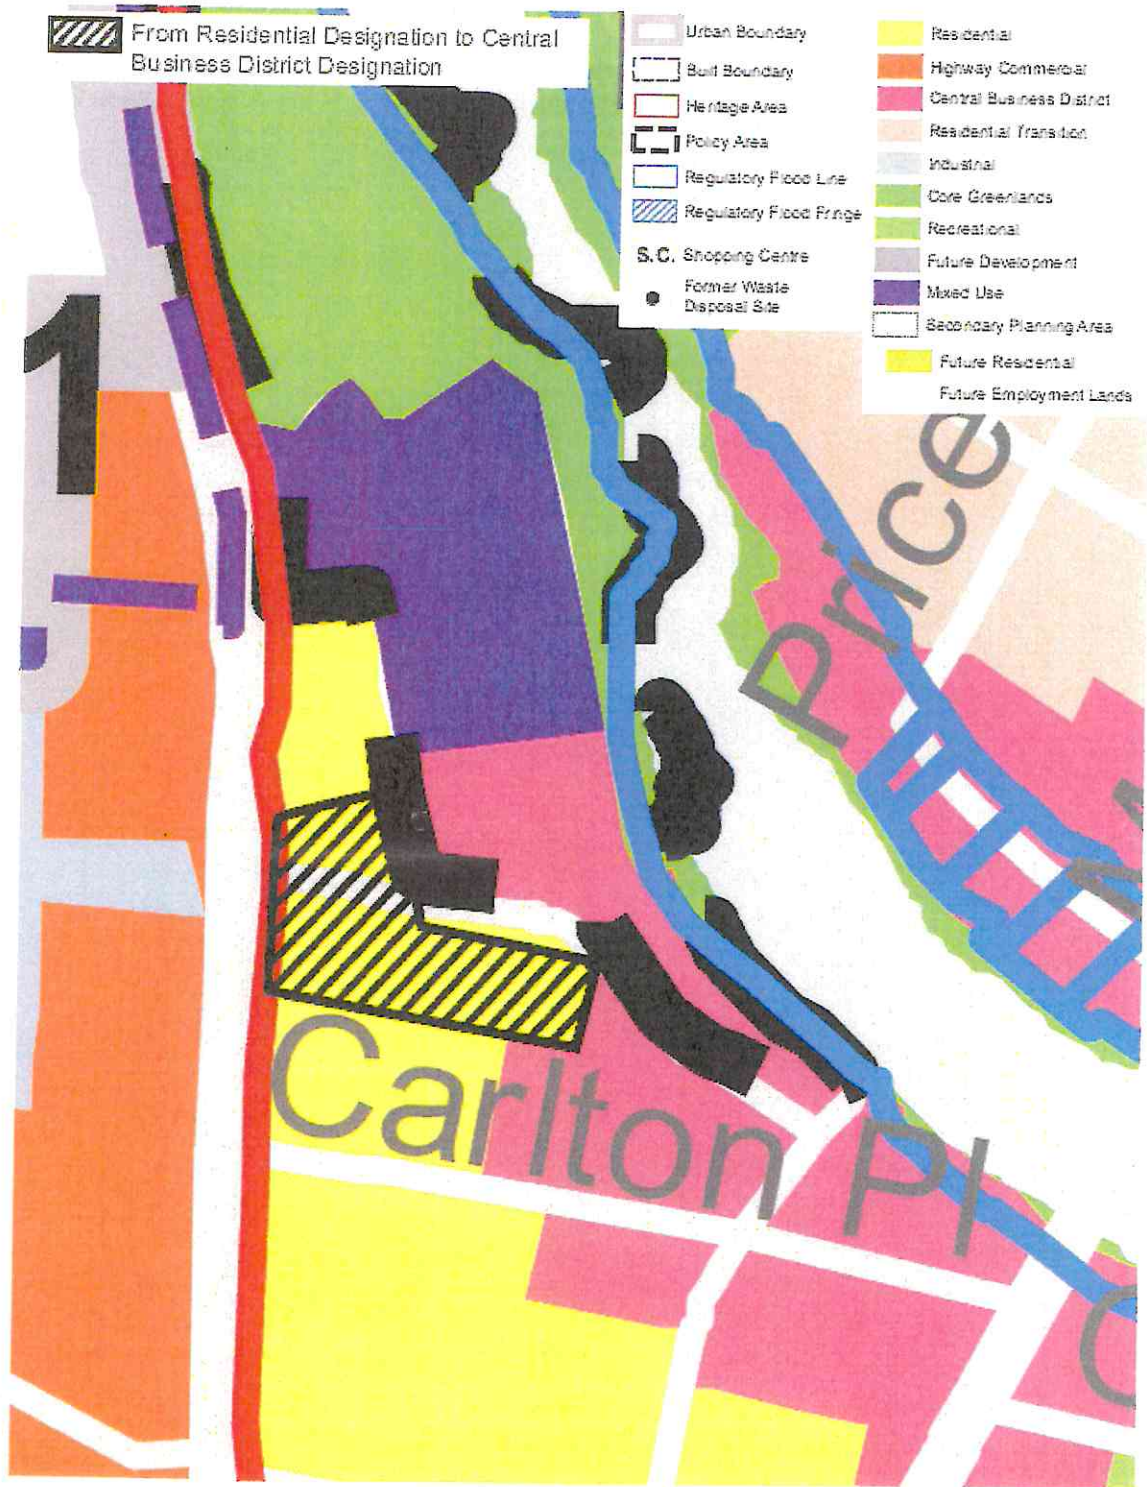 From Residential Designation to Central
Business District Designation
Urban Boundary
Built Boundary
Heritage Area
Policy Area
Regulatory Flood Line
Regulatory Flood Fringe
S.C. Shopping Centre
Former Waste
Disposal Site
Residential
Highway Commercial
Central Business District
Residential Transition
Industrial
Core Greenlands
Recreational
Future Development
Mixed Use
Secondary Planning Area
Future Residential
Future Employment Lands
1
Price
Carlton Pl